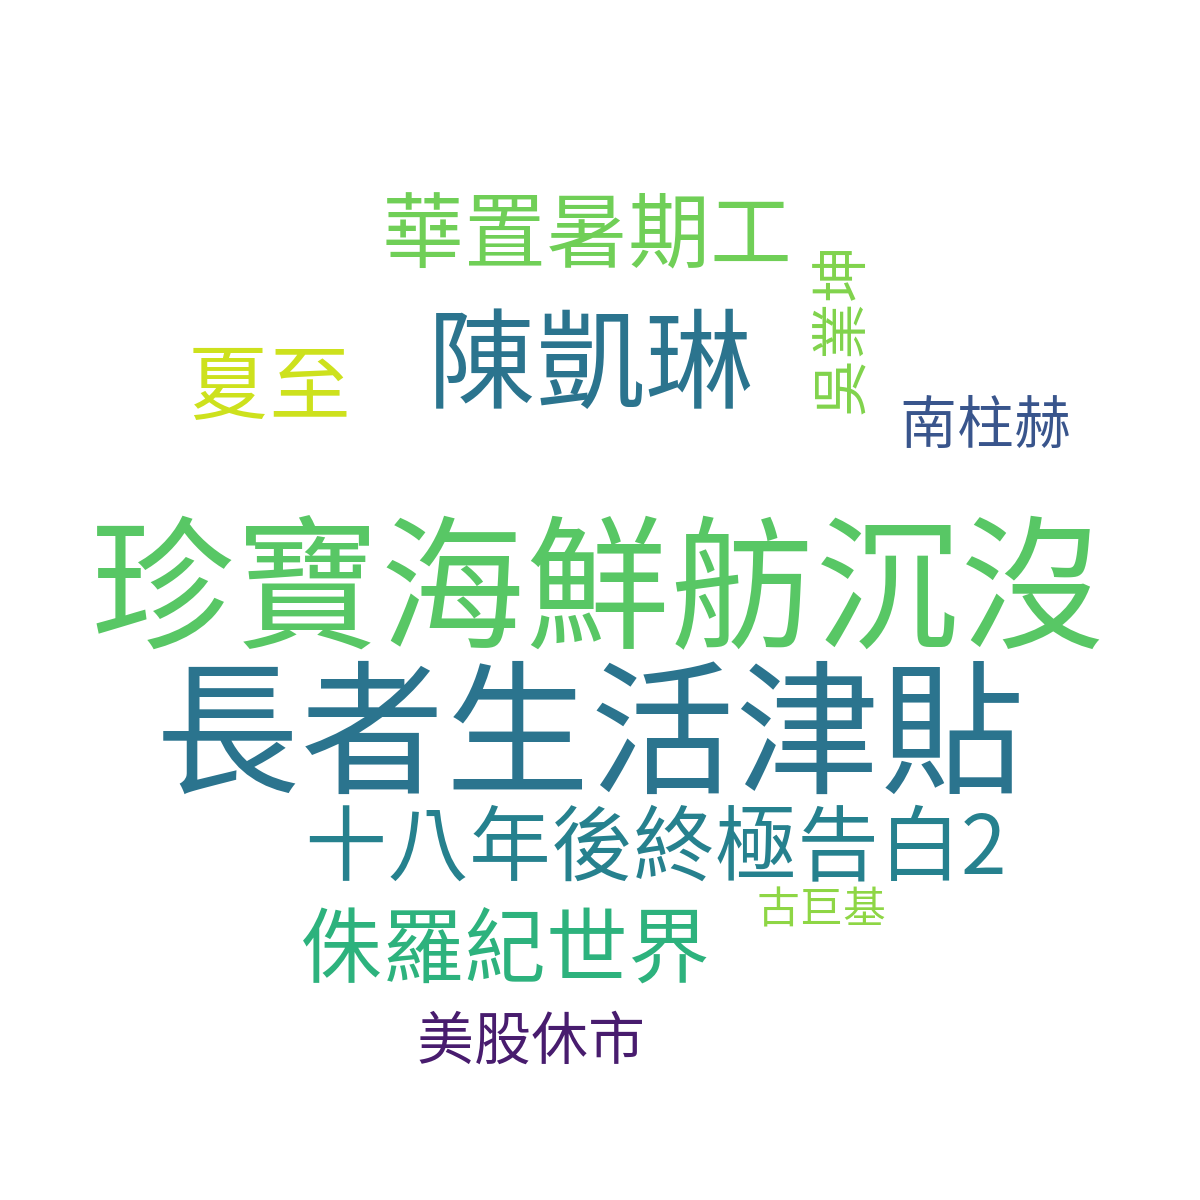 華置暑期工
吳業坤
陳凱琳
夏至
南柱赫
珍寶海鮮舫沉沒
長者生活津貼
十八年後終極告白2
古巨基
侏羅紀世界
美股休市